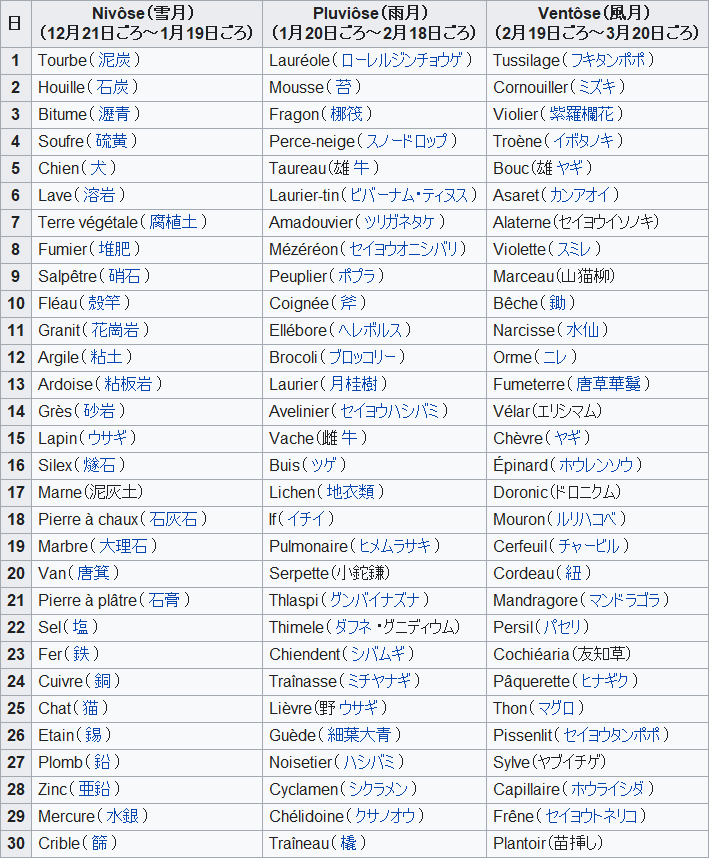 日 Nivôse(雪月) Pluviôse(雨月) Ventôse(風月)
(12月21日ごろ～1月19日ごろ) (1月20日ごろ～2月18日ごろ) (2月19日ごろ～3月20日ごろ)
1 Tourbe(泥炭) Lauréole(ローレルジンチョウゲ) Tussilage(フキタンポポ)
2 Houille(石炭) Mousse(苔) Cornouiller(ミズキ)
3 Bitume(瀝青) Fragon(梛筏) Violier(紫羅欄花)
4 Soufre(硫黄) Perce-neige(スノードロップ) Troène(イボタノキ)
5 Chien(犬) Taureau(雄牛) Bouc(雄ヤギ)
6 Lave(溶岩) Laurier-tin(ビバーナム・ティヌス) Asaret(カンアオイ)
7 Terre végétale(腐植土) Amadouvier(ツリガネタケ) Alaterne(セイヨウイソノキ)
8 Fumier(堆肥) Mézéréon(セイヨウオニシバリ) Violette(スミレ)
9 Salpêtre(硝石) Peuplier(ポプラ) Marceau(山猫柳)
10 Fléau(殻竿) Coignée(斧) Bêche(鋤)
11 Granit(花崗岩) Ellébore(ヘレボルス) Narcisse(水仙)
12 Argile(粘土) Brocoli(ブロッコリー) Orme(ニレ)
13 Ardoise(粘板岩) Laurier(月桂樹) Fumeterre(唐草華鬘)
14 Grès(砂岩) Avelinier(セイヨウハシバミ) Vélar(エリシマム)
15 Lapin(ウサギ) Vache(雌牛) Chèvre(ヤギ)
16 Silex(燧石) Buis(ツゲ) Épinard(ホウレンソウ)
17 Marne(泥灰土) Lichen(地衣類) Doronic(ドロニクム)
18 Pierre à chaux(石灰石) If(イチイ) Mouron(ルリハコベ)
19 Marbre(大理石) Pulmonaire(ヒメムラサキ) Cerfeuil(チャービル)
20 Van(唐箕) Serpette(小鉈鎌) Cordeau(紐)
21 Pierre à plâtre(石膏) Thlaspi(グンバイナズナ) Mandragore(マンドラゴラ)
22 Sel(塩) Thimele(ダフネ・グニディウム) Persil(パセリ)
23 Fer(鉄) Chiendent(シバムギ) Cochiéaria(友知草)
24 Cuivre(銅) Traînasse(ミチヤナギ) Pâquerette(ヒナギク)
25 Chat(猫) Lièvre(野ウサギ) Thon(マグロ)
26 Etain(錫) Guède(細葉大青) Pissenlit(セイヨウタンポポ)
27 Plomb(鉛) Noisetier(ハシバミ) Sylve(ヤブイチゲ)
28 Zinc(亜鉛) Cyclamen(シクラメン) Capillaire(ホウライシダ)
29 Mercure(水銀) Chélidoine(クサノオウ) Frêne(セイヨウトネリコ)
30 Crible(篩) Traîneau(橇) Plantoir(苗挿し)